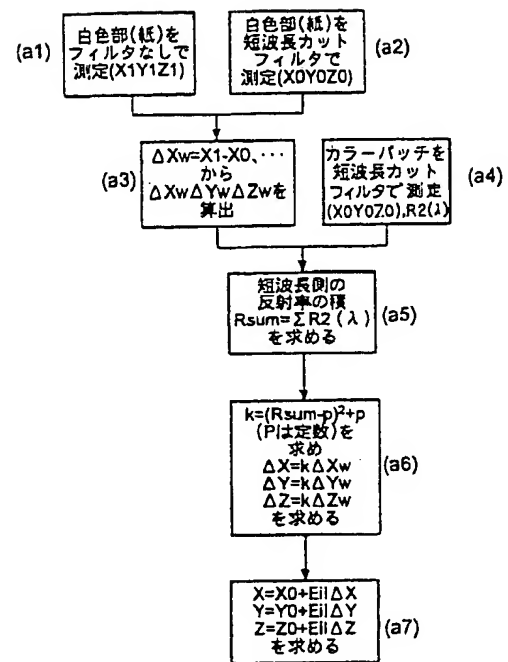 (a1)
白色部(紙)を
フィルタなしで
測定(X1Y1Z1)
白色部(紙)を
短波長カット
フィルタで
測定(X0Y0Z0)
(a2)
(a3)
ΔXw=X1-X0、…
から
ΔXwΔYwΔZwを
算出
カラーパッチを
短波長カット
フィルタで測定
(X0Y0Z0),R2(λ)
(a4)
短波長側の
反射率の積
Rsum=ΣR2(λ)
を求める
(a5)
k=(Rsum-p)²+p
(Pは定数)を
求め
ΔX=kΔXw
ΔY=kΔYw
ΔZ=kΔZw
を求める
(a6)
X=X0+EilΔX
Y=Y0+EilΔY
Z=Z0+EilΔZ
を求める
(a7)